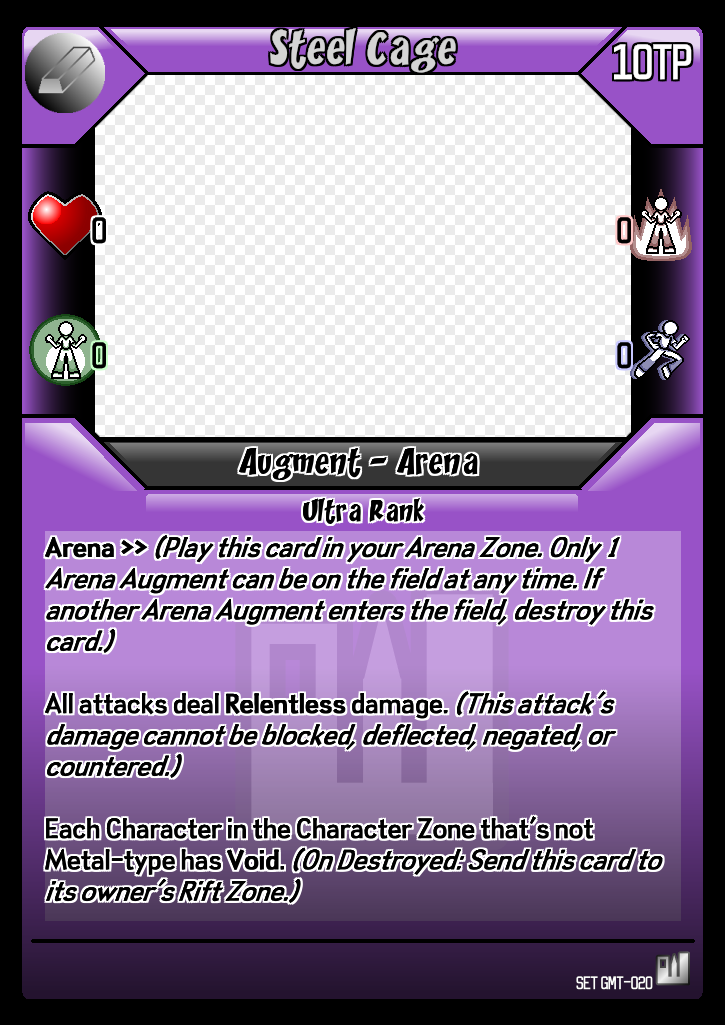 Steel Cage
10TP
0
0
0
0
Augment - Arena
Ultra Rank
Arena >> (Play this card in your Arena Zone. Only 1
Arena Augment can be on the field at any time. If
another Arena Augment enters the field, destroy this
card.)
All attacks deal Relentless damage. (This attack's
damage cannot be blocked, deflected, negated, or
countered.)
Each Character in the Character Zone that's not
Metal-type has Void. (On Destroyed: Send this card to
its owner's Rift Zone.)
SET GMT-020